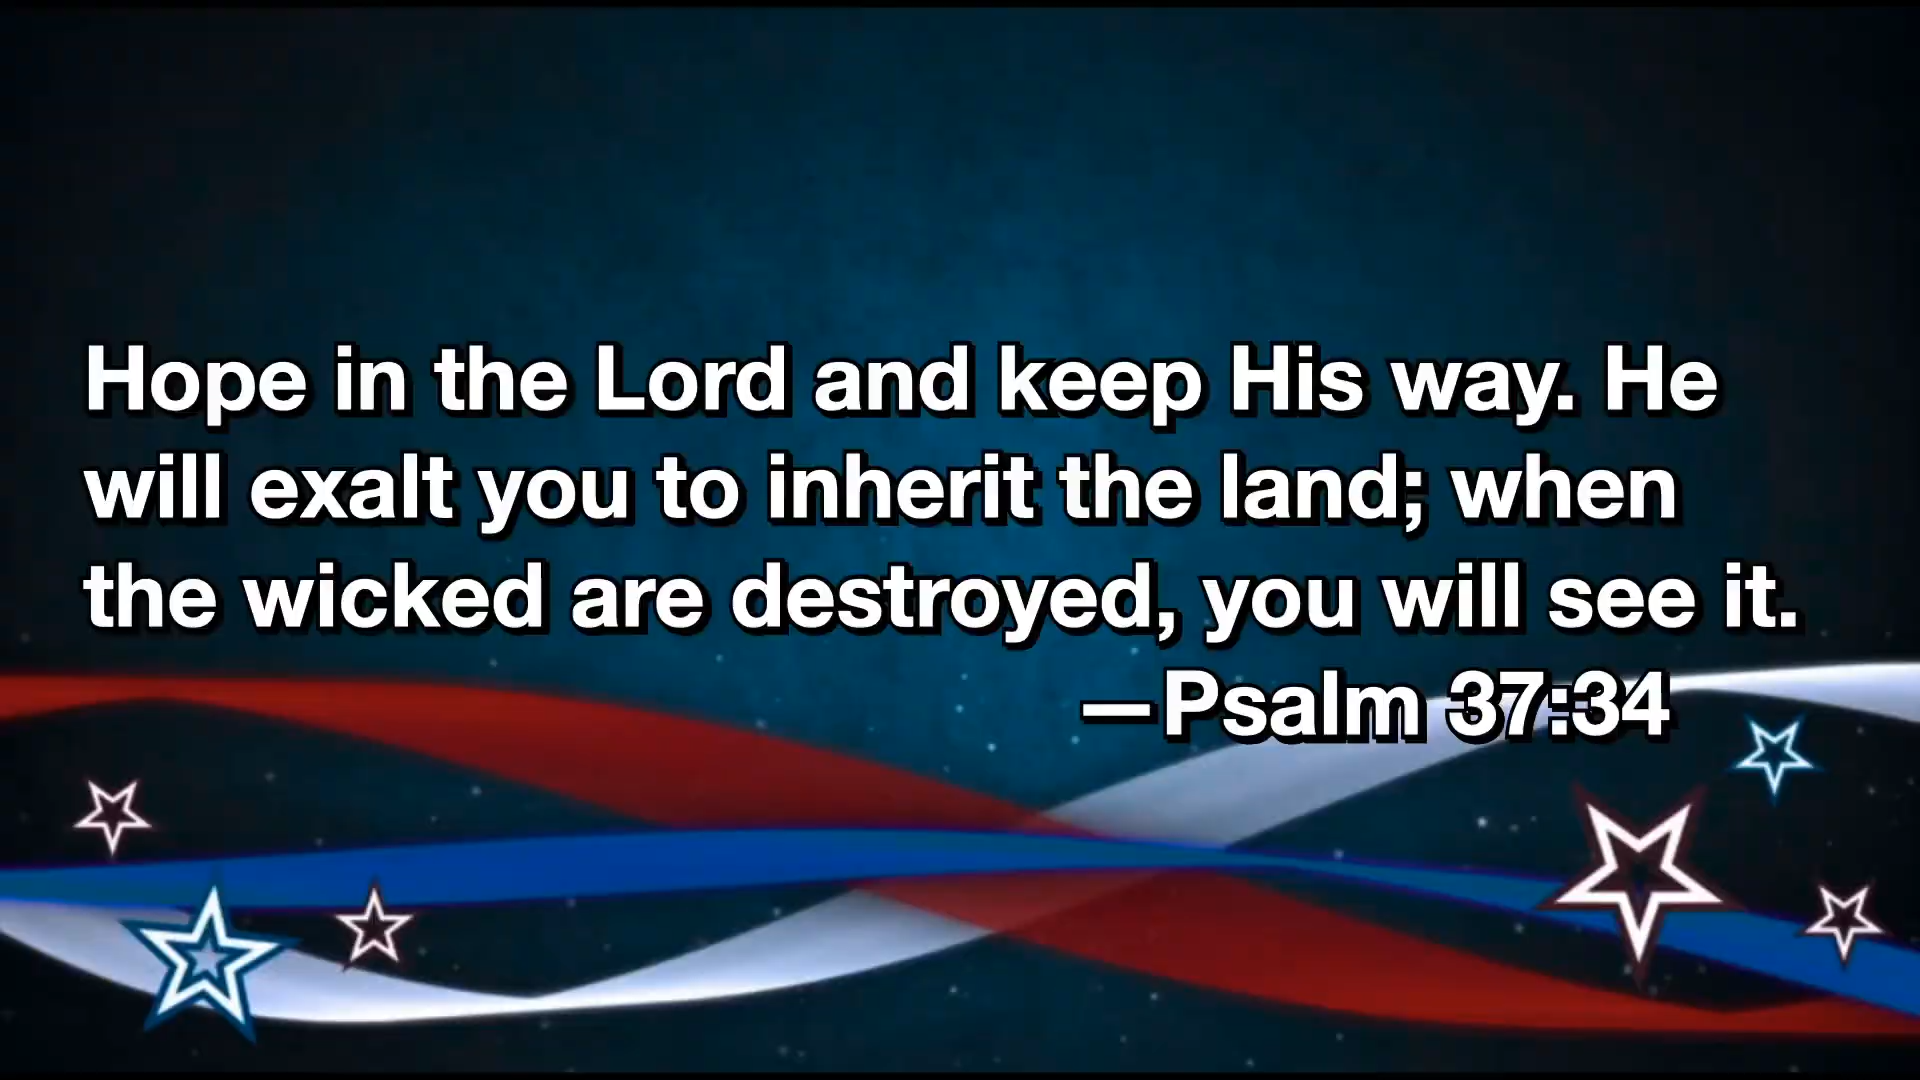 Hope in the Lord and keep His way. He
will exalt you to inherit the land; when
the wicked are destroyed, you will see it.
—Psalm 37:34